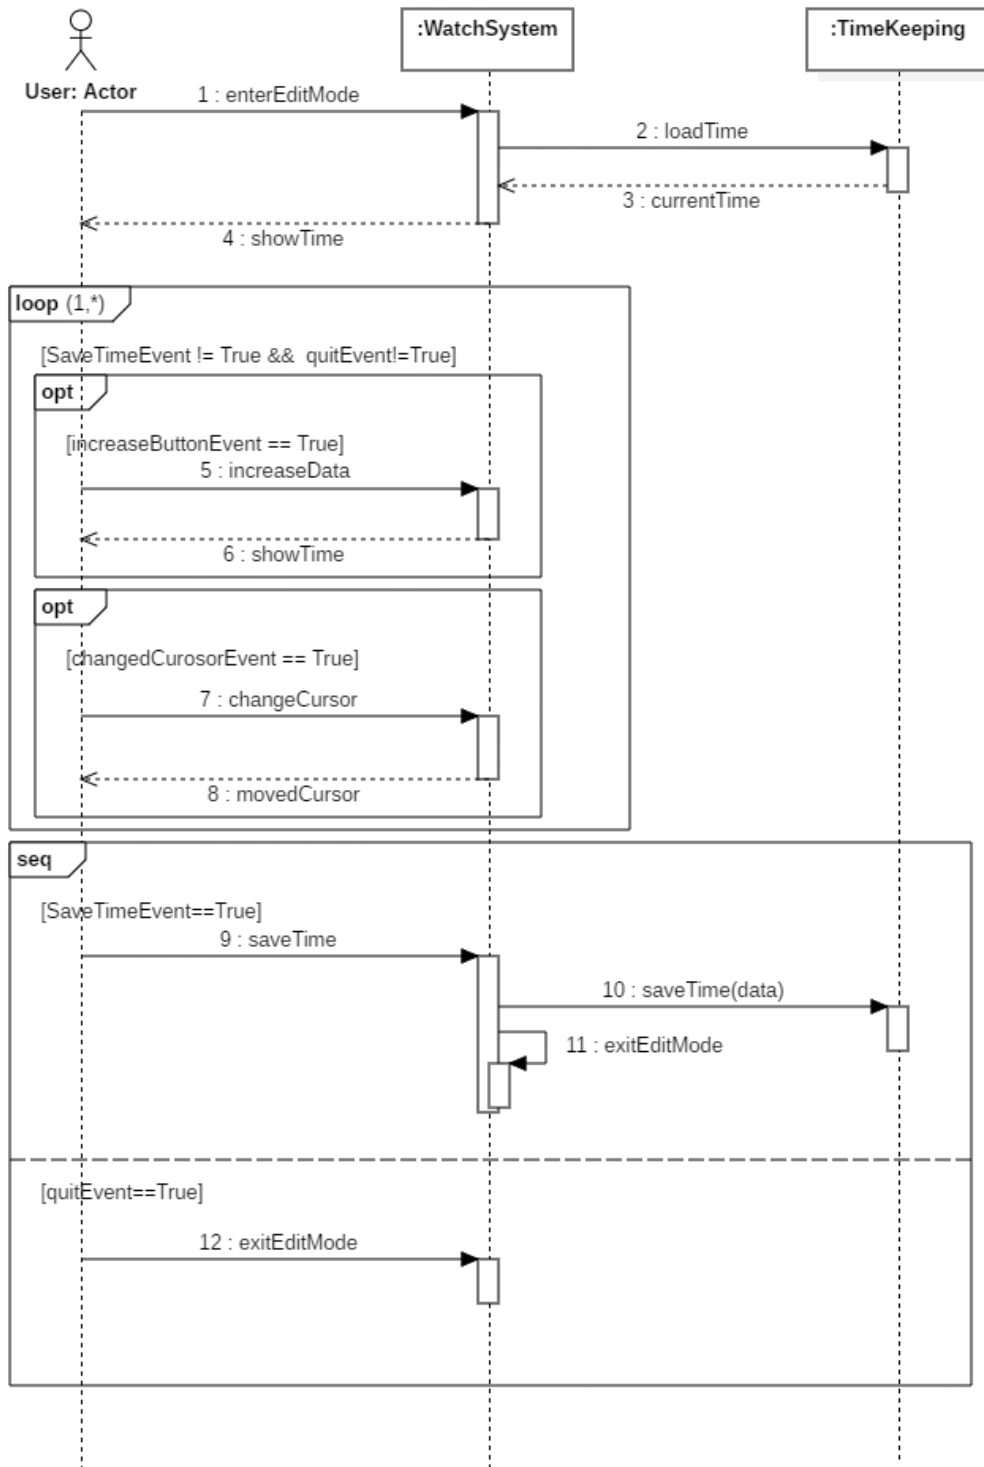 :WatchSystem
:TimeKeeping
User: Actor
1 : enterEditMode
2 : loadTime
3 : currentTime
4 : showTime
loop (1,*)
[SaveTimeEvent != True && quitEvent!=True]
opt
[increaseButtonEvent == True]
5 : increaseData
6 : showTime
opt
[changedCurosorEvent == True]
7 : changeCursor
8 : movedCursor
seq
[SaveTimeEvent==True]
9 : saveTime
10 : saveTime(data)
11 : exitEditMode
[quitEvent==True]
12 : exitEditMode